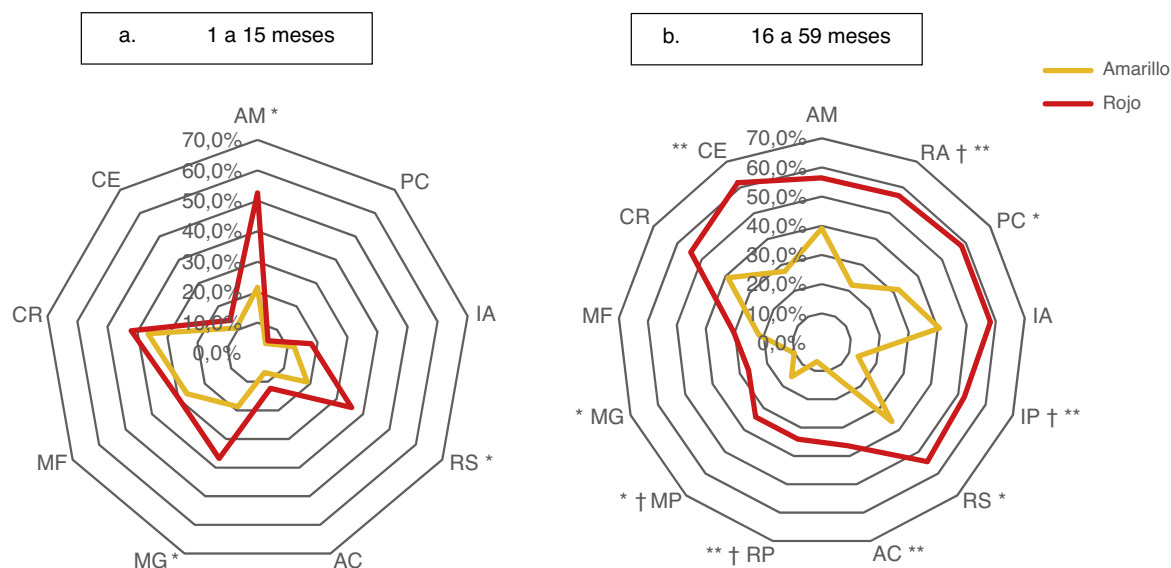 a. 1 a 15 meses
b. 16 a 59 meses
Amarillo
Rojo
AM *
70,0%
60,0%
50,0%
40,0%
30,0%
20,0%
10,0%
0,0%
PC
IA
RS *
AC
MG *
MF
CR
CE
AM
70,0%
60,0%
50,0%
40,0%
30,0%
20,0%
10,0%
0,0%
RA † **
PC *
IA
IP † **
RS *
AC **
** † RP
* † MP
* MG
MF
CR
** CE